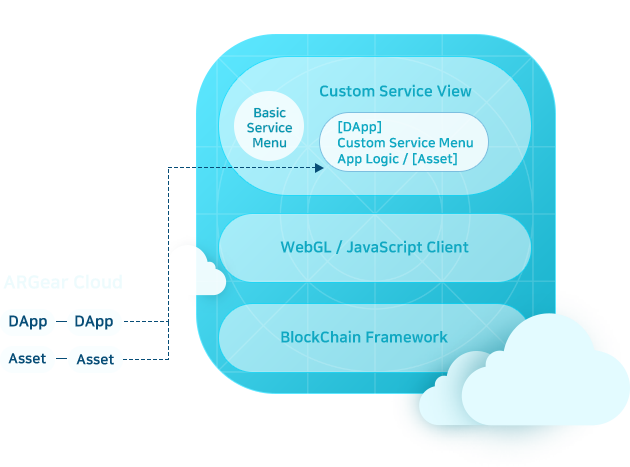 Custom Service View
Basic
Service
Menu
[DApp]
Custom Service Menu
App Logic / [Asset]
WebGL / JavaScript Client
ARGear Cloud
DApp — DApp
BlockChain Framework
Asset — Asset